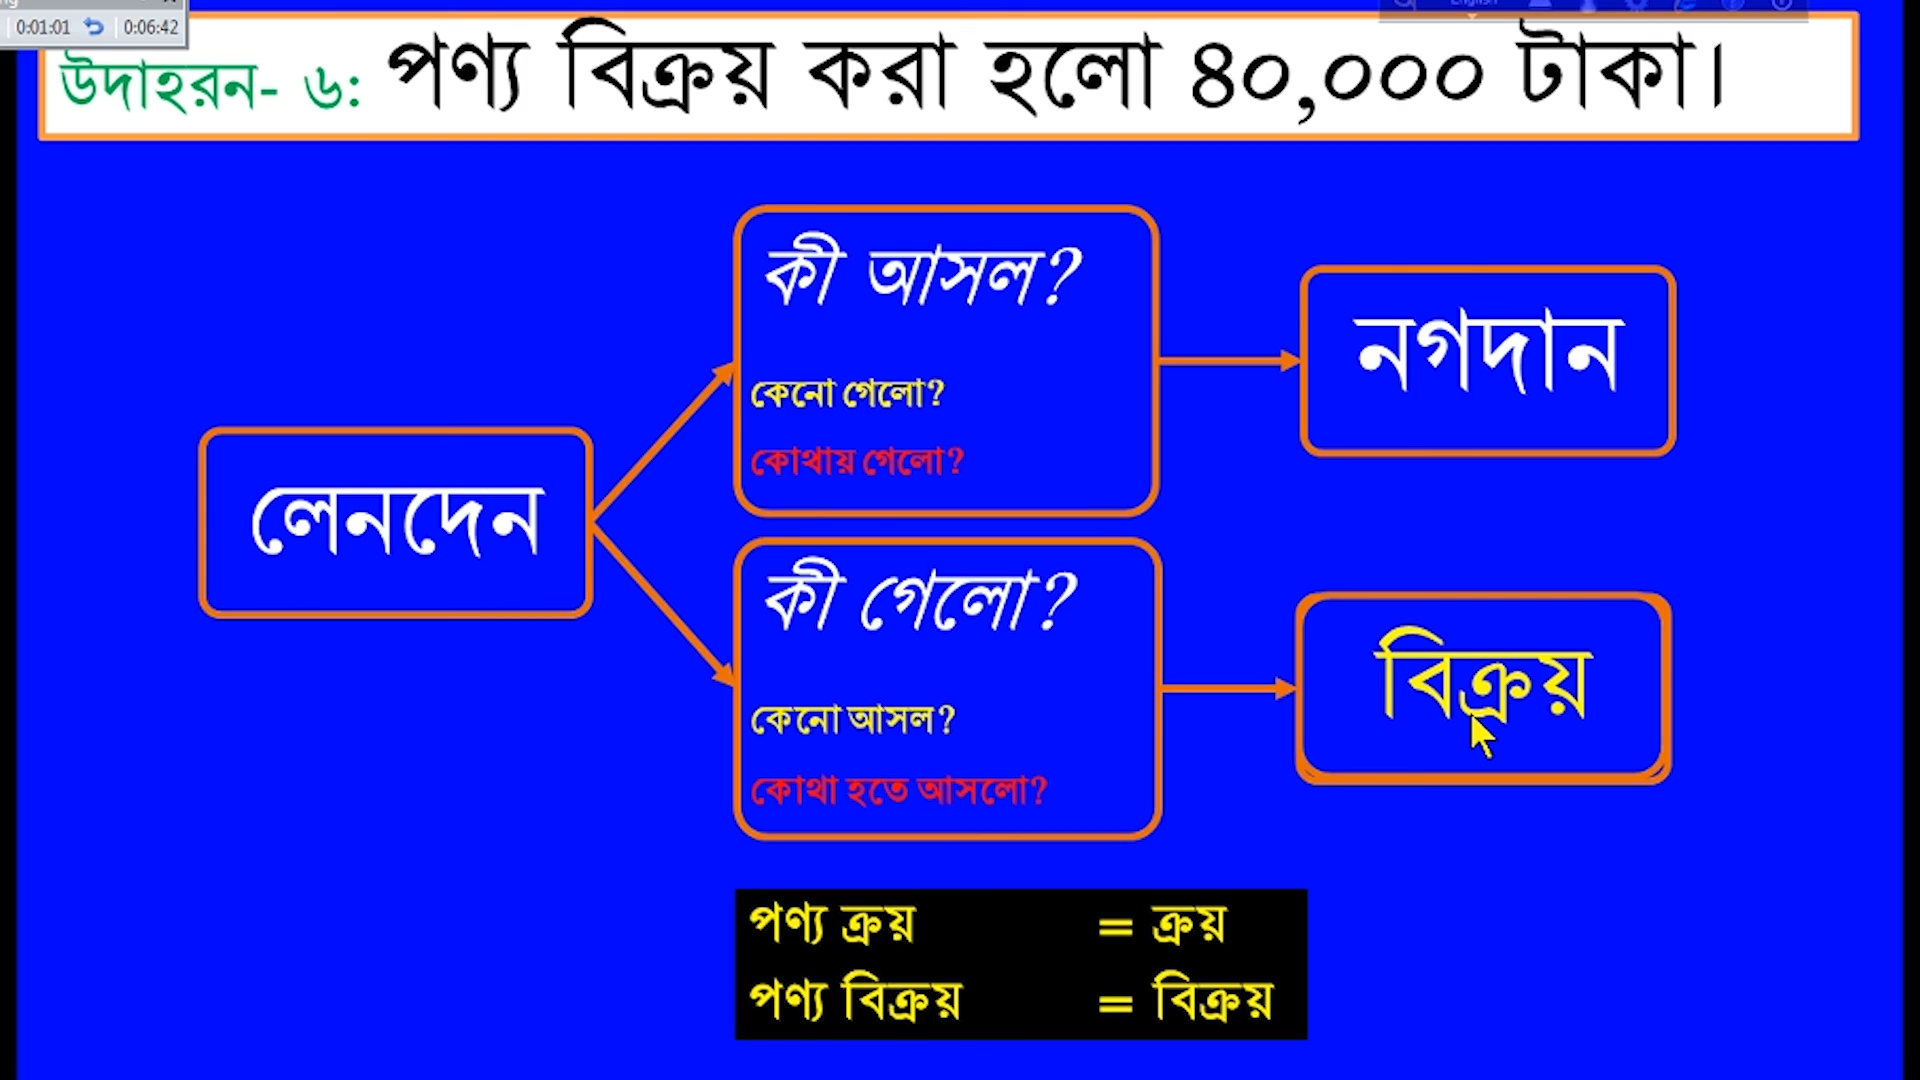 0:01:01 0:06:42
উদাহরন- ৬: পণ্য বিক্রয় করা হলো ৪০,০০০ টাকা।
কী আসল?
কেনো গেলো?
কোথায় গেলো?
নগদান
লেনদেন
কী গেলো?
কেনো আসল?
কোথা হতে আসলো?
বিক্রয়
পণ্য ক্রয় = ক্রয়
পণ্য বিক্রয় = বিক্রয়